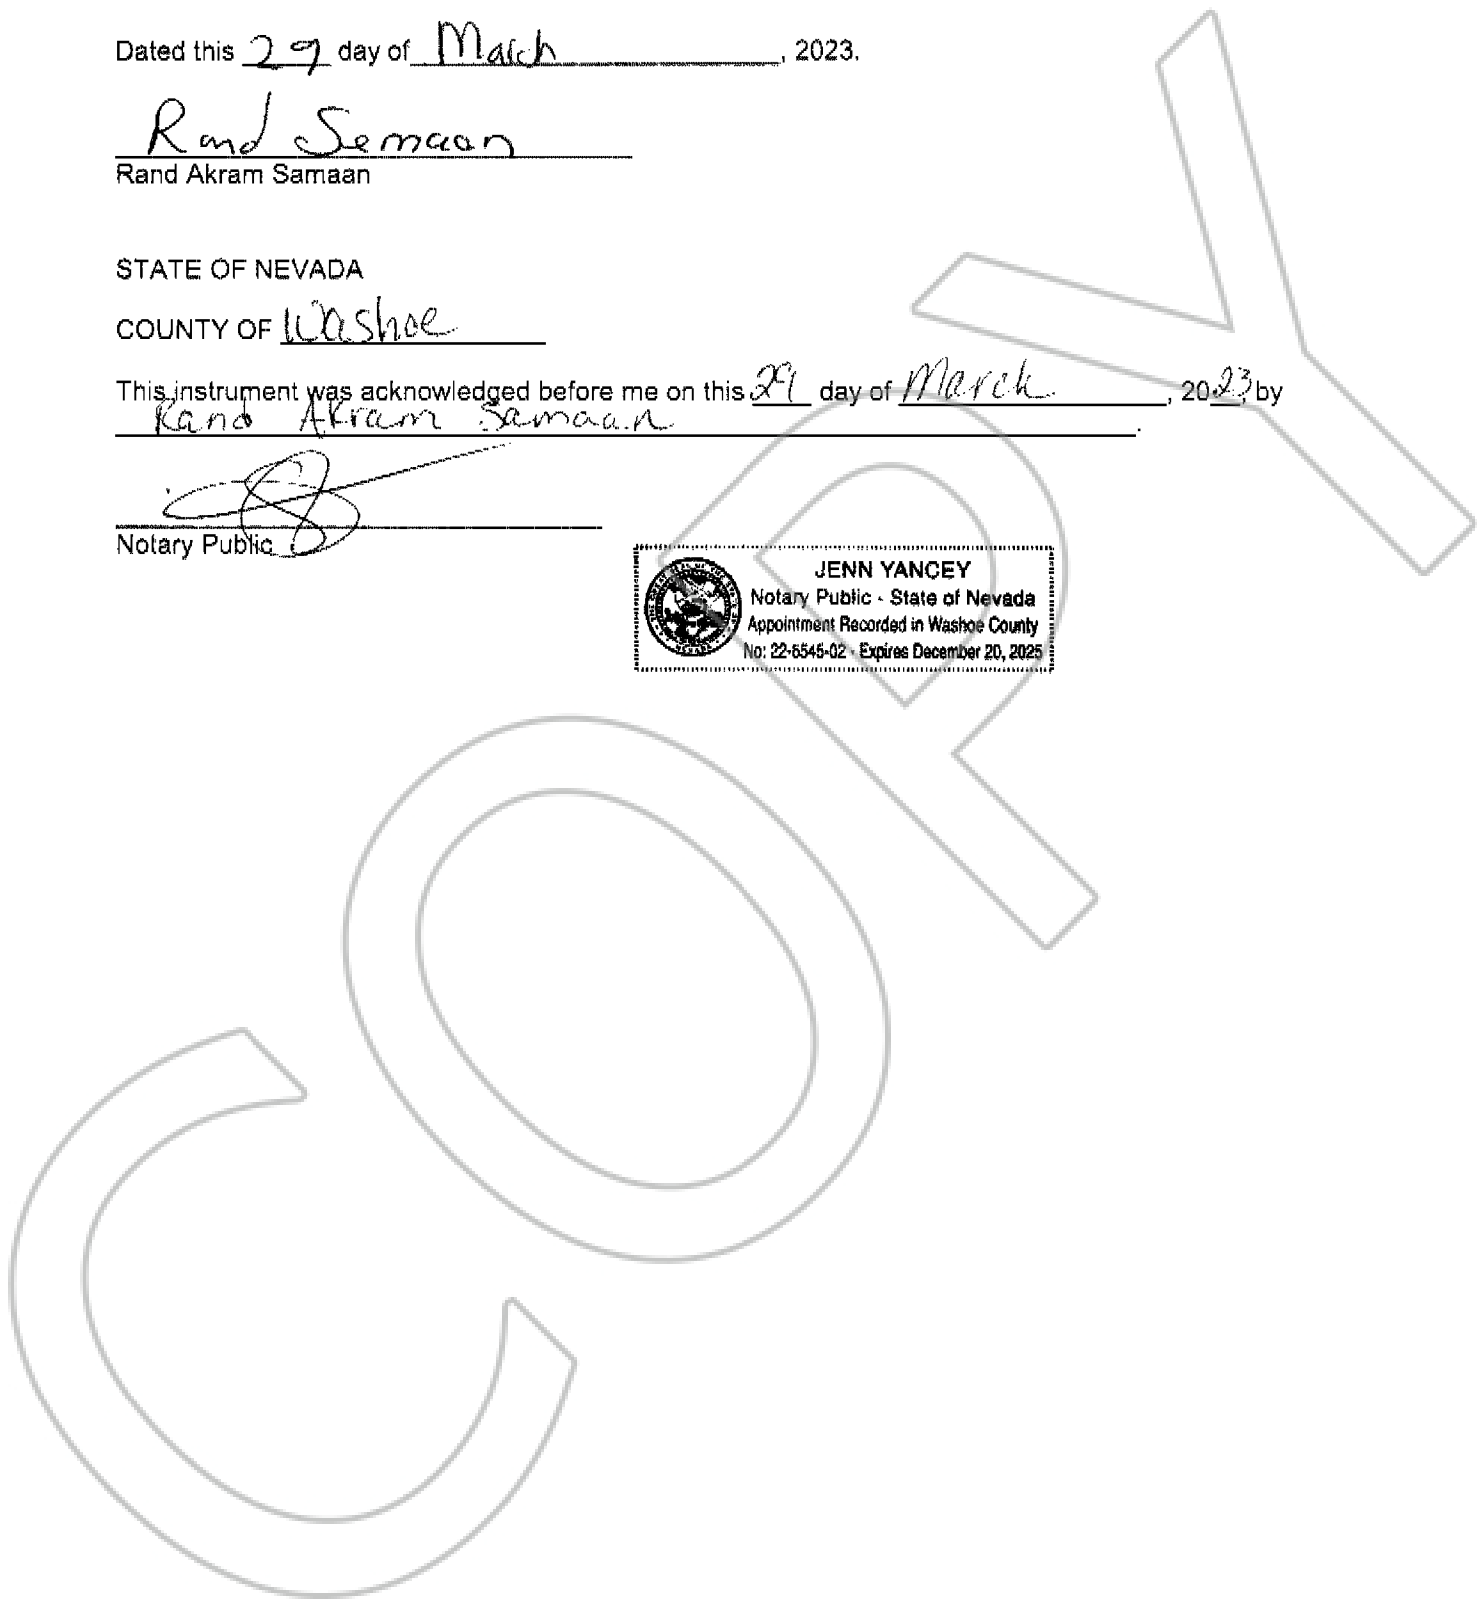 Dated this 29 day of March, 2023.
Rand Semaan
Rand Akram Samaan
STATE OF NEVADA
COUNTY OF Washoe
This instrument was acknowledged before me on this 29 day of March, 2023 by
Rand Akram Samaan.
Notary Public
JENN YANCEY
Notary Public - State of Nevada
Appointment Recorded in Washoe County
No: 22-6545-02 - Expires December 20, 2025
COPY